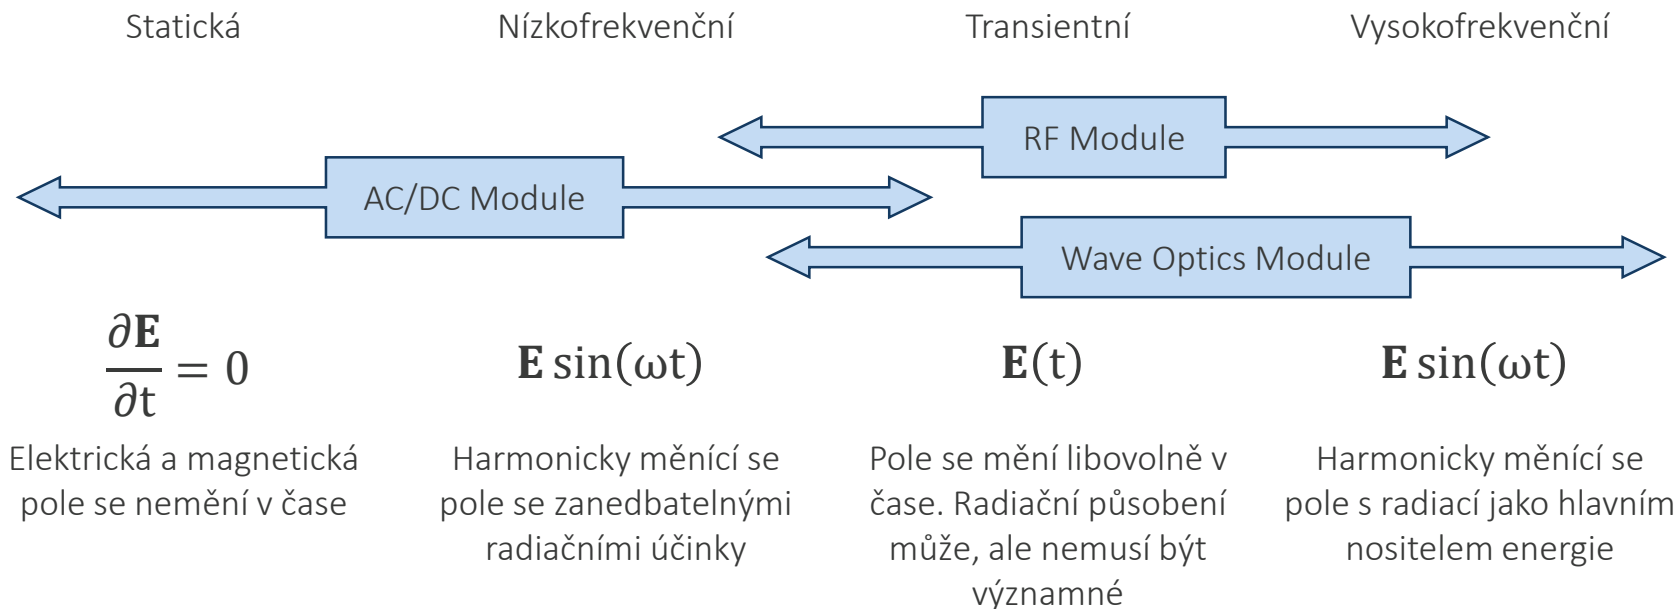 Statická
Nízkofrekvenční
Transientní
Vysokofrekvenční
RF Module
AC/DC Module
Wave Optics Module
∂𝐄/∂t = 0
𝐄 sin(ωt)
𝐄(t)
𝐄 sin(ωt)
Elektrická a magnetická
pole se nemění v čase
Harmonicky měnící se
pole se zanedbatelnými
radiačními účinky
Pole se mění libovolně v
čase. Radiační působení
může, ale nemusí být
významné
Harmonicky měnící se
pole s radiací jako hlavním
nositelem energie